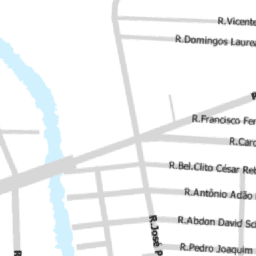 R.Vicente
R.Domingos Laurea
R.Francisco Fer
R.Caro
R.Bel.Clito César Reb
R.Antônio Adão
R.Abdon David Sc
R.José P
R.Pedro Joaquim